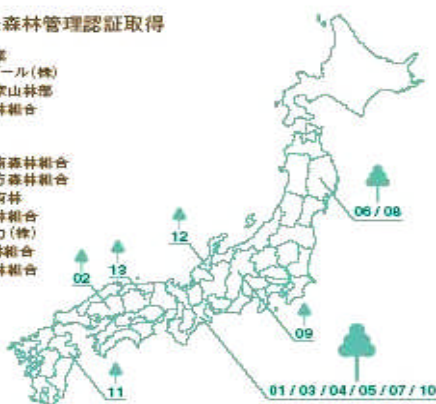 森林管理認証取得
ール(株)
山林部
林組合
南森林組合
方森林組合
有林
林組合
力(株)
林組合
林組合
06 / 08
12
13
02
09
11
01 / 03 / 04 / 05 / 07 / 10